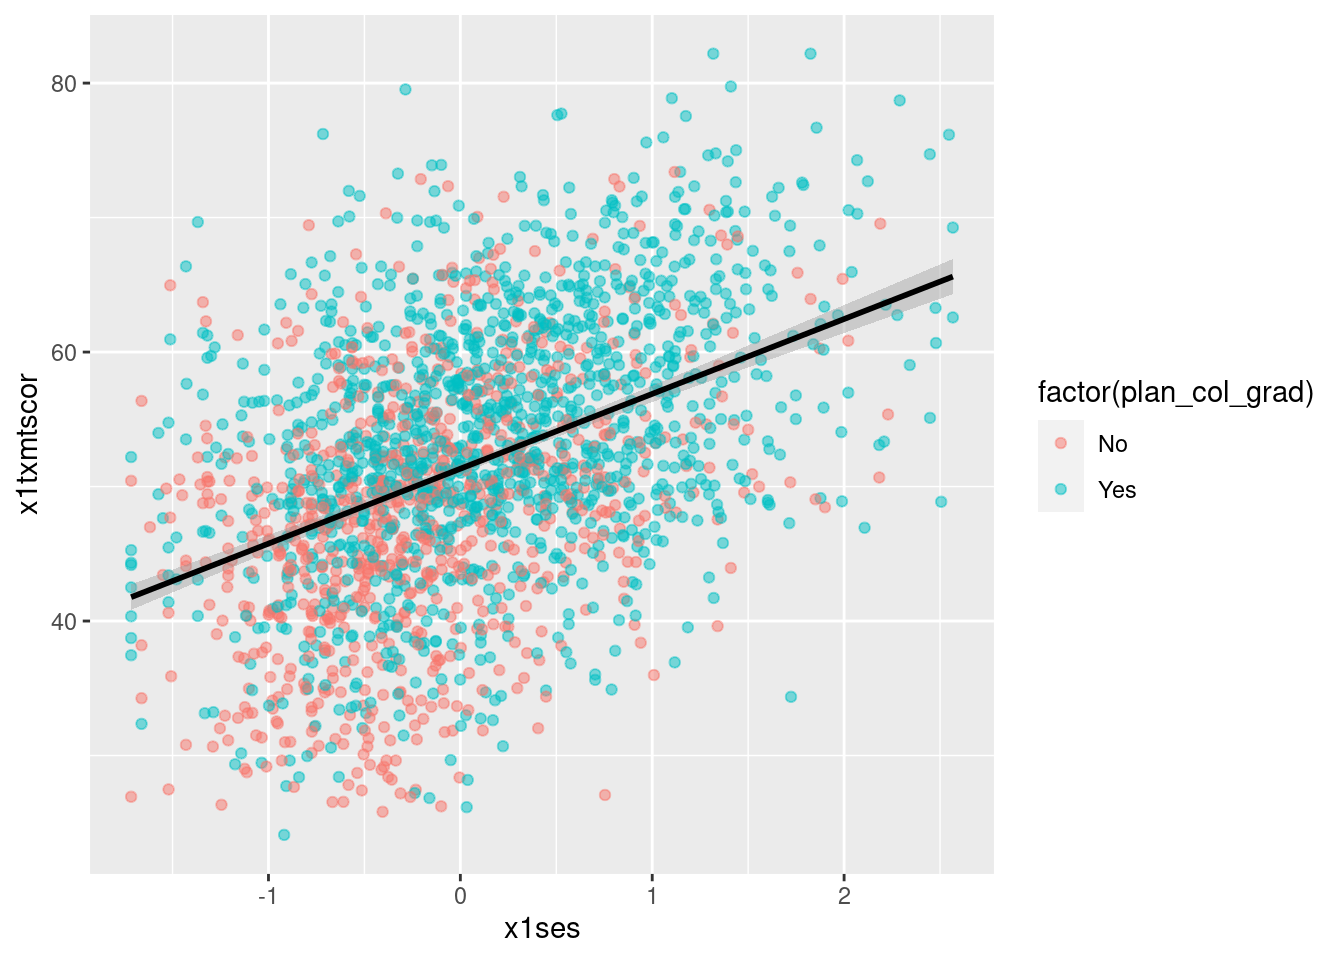 80
60
40
x1txmtscor
-1
0
1
2
x1ses
factor(plan_col_grad)
No
Yes